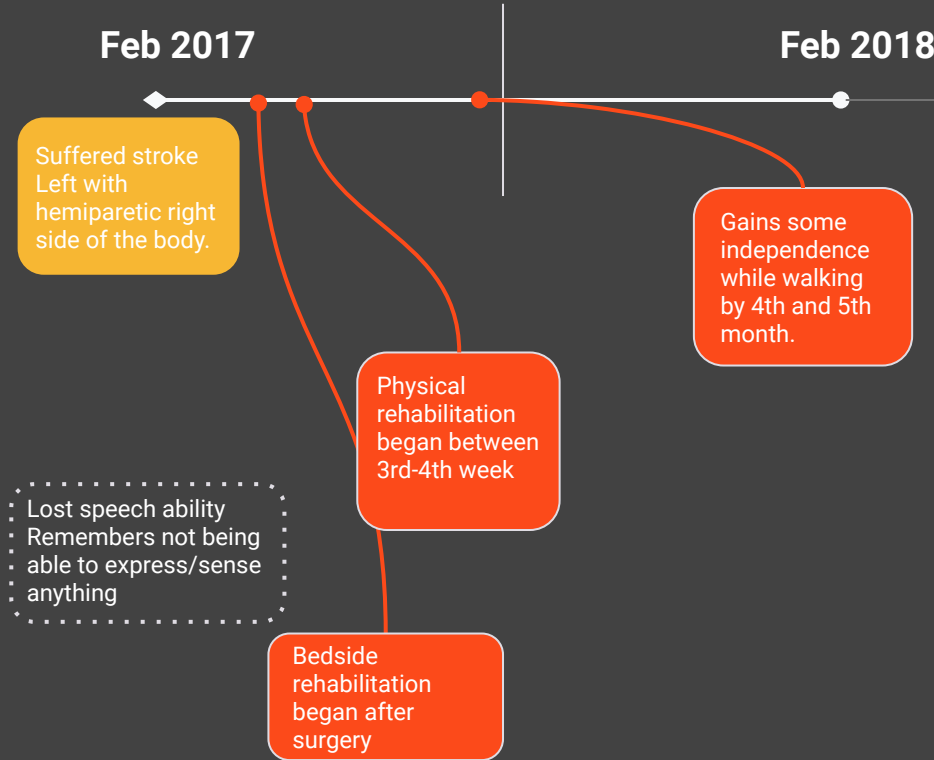 Feb 2017
Feb 2018
Suffered stroke
Left with
hemiparetic right
side of the body.
Gains some
independence
while walking
by 4th and 5th
month.
Physical
rehabilitation
began between
3rd-4th week
Lost speech ability
Remembers not being
able to express/sense
anything
Bedside
rehabilitation
began after
surgery